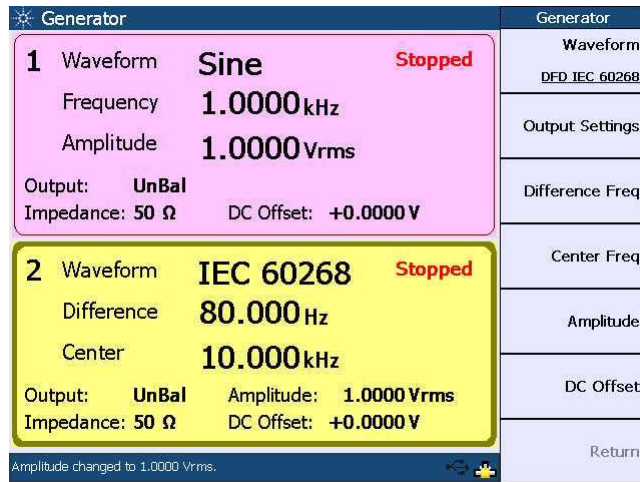 Generator
1 Waveform Sine Stopped
Frequency 1.0000 kHz
Amplitude 1.0000 Vrms
Output: UnBal
Impedance: 50 Ω DC Offset: +0.0000 V
2 Waveform IEC 60268 Stopped
Difference 80.000 Hz
Center 10.000 kHz
Output: UnBal Amplitude: 1.0000 Vrms
Impedance: 50 Ω DC Offset: +0.0000 V
Amplitude changed to 1.0000 Vrms.
Generator
Waveform
DFD IEC 60268
Output Settings
Difference Freq
Center Freq
Amplitude
DC Offset
Return